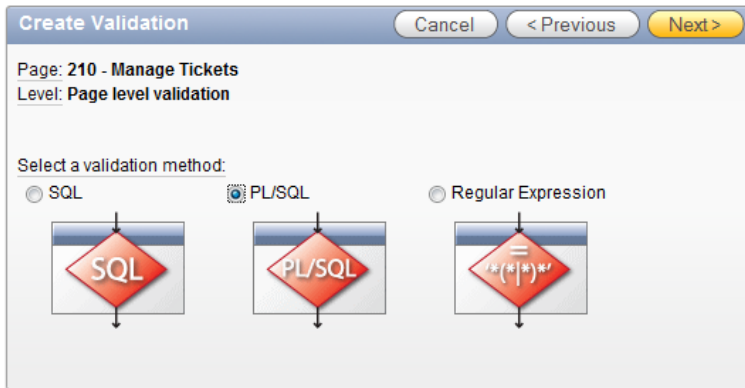 Create Validation
Cancel
< Previous
Next >
Page: 210 - Manage Tickets
Level: Page level validation
Select a validation method:
SQL
PL/SQL
Regular Expression
SQL
PL/SQL
=
'*(*|*)*'